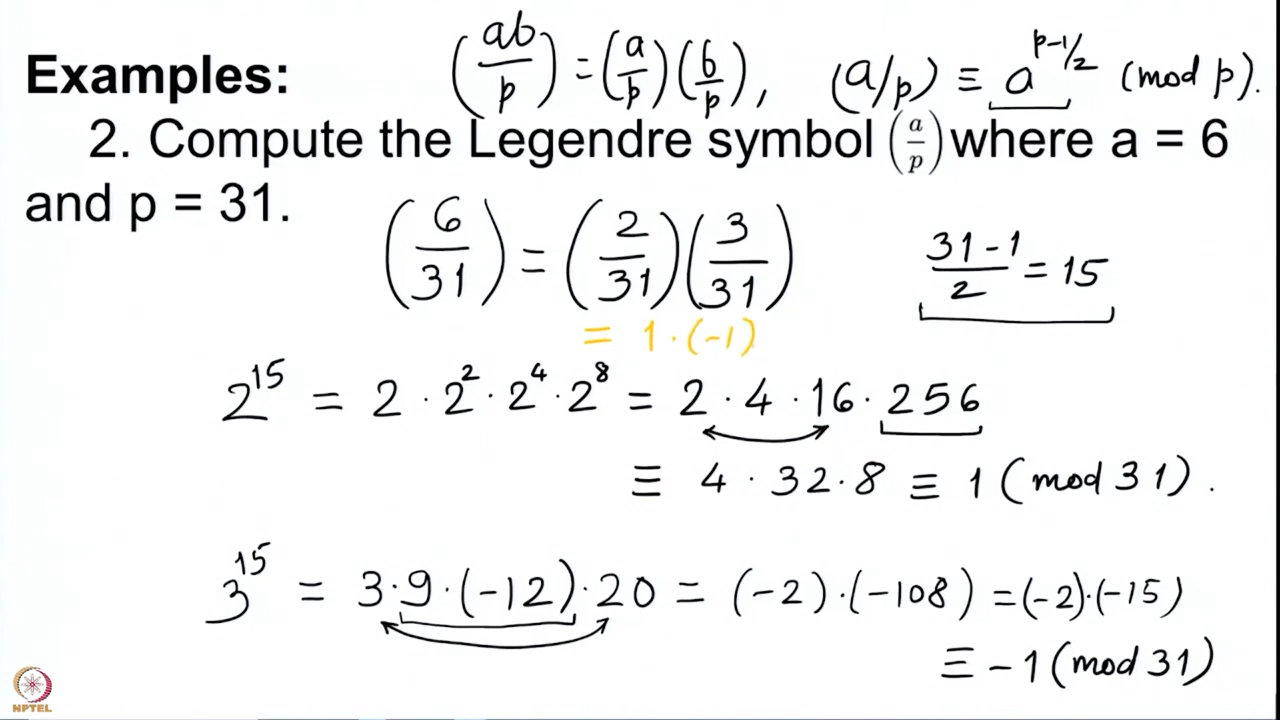 Examples: (ab/p) = (a/p)(b/p), (a/p) ≡ a^{p-1/2} (mod p).
2. Compute the Legendre symbol (a/p) where a = 6
and p = 31.
(6/31) = (2/31)(3/31)
31-1/2 = 15
= 1·(-1)
2^15 = 2·2^2·2^4·2^8 = 2·4·16·256
≡ 4·32·8 ≡ 1 (mod 31).
3^15 = 3·9·(-12)·20 = (-2)·(-108) = (-2)·(-15)
≡ -1 (mod 31)
NPTEL